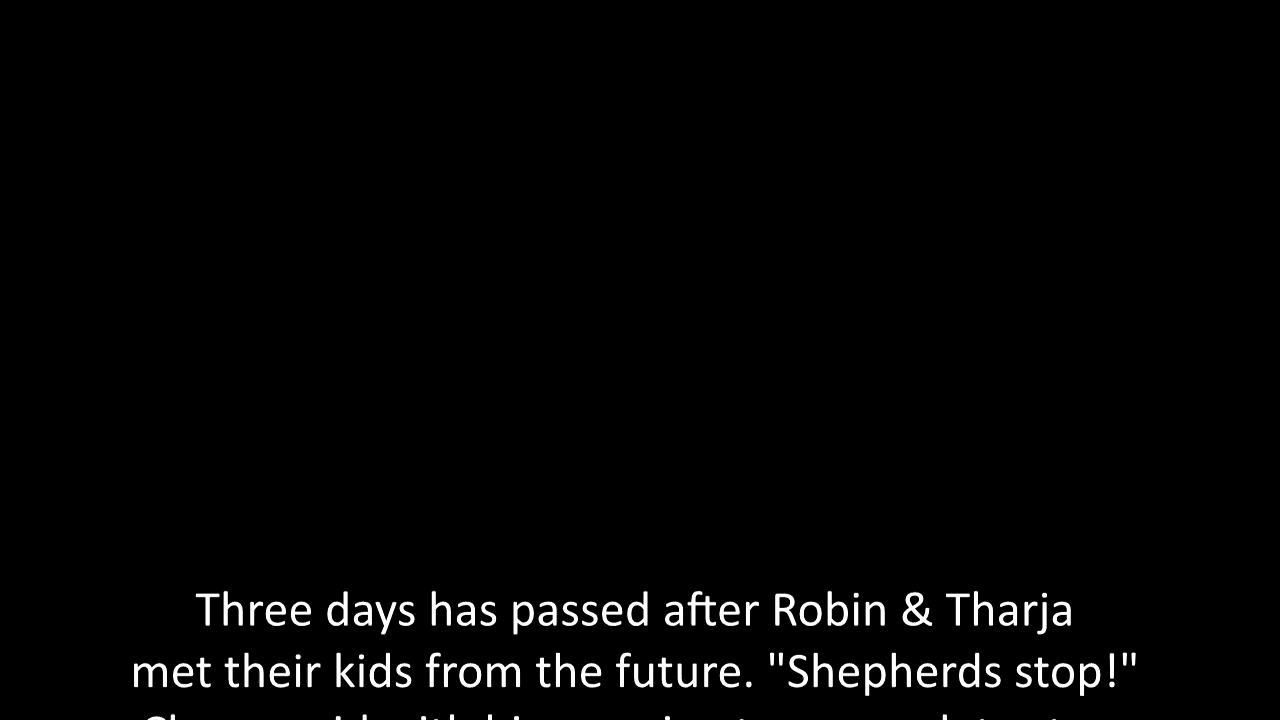 Three days has passed after Robin & Tharja
met their kids from the future. "Shepherds stop!"